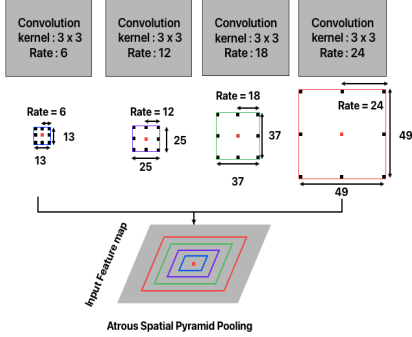 Convolution
kernel : 3 x 3
Rate : 6
Convolution
kernel : 3 x 3
Rate : 12
Convolution
kernel : 3 x 3
Rate : 18
Convolution
kernel : 3 x 3
Rate : 24
Rate = 6
13
13
Rate = 12
25
25
Rate = 18
37
37
Rate = 24
49
49
Input Feature map
Atrous Spatial Pyramid Pooling